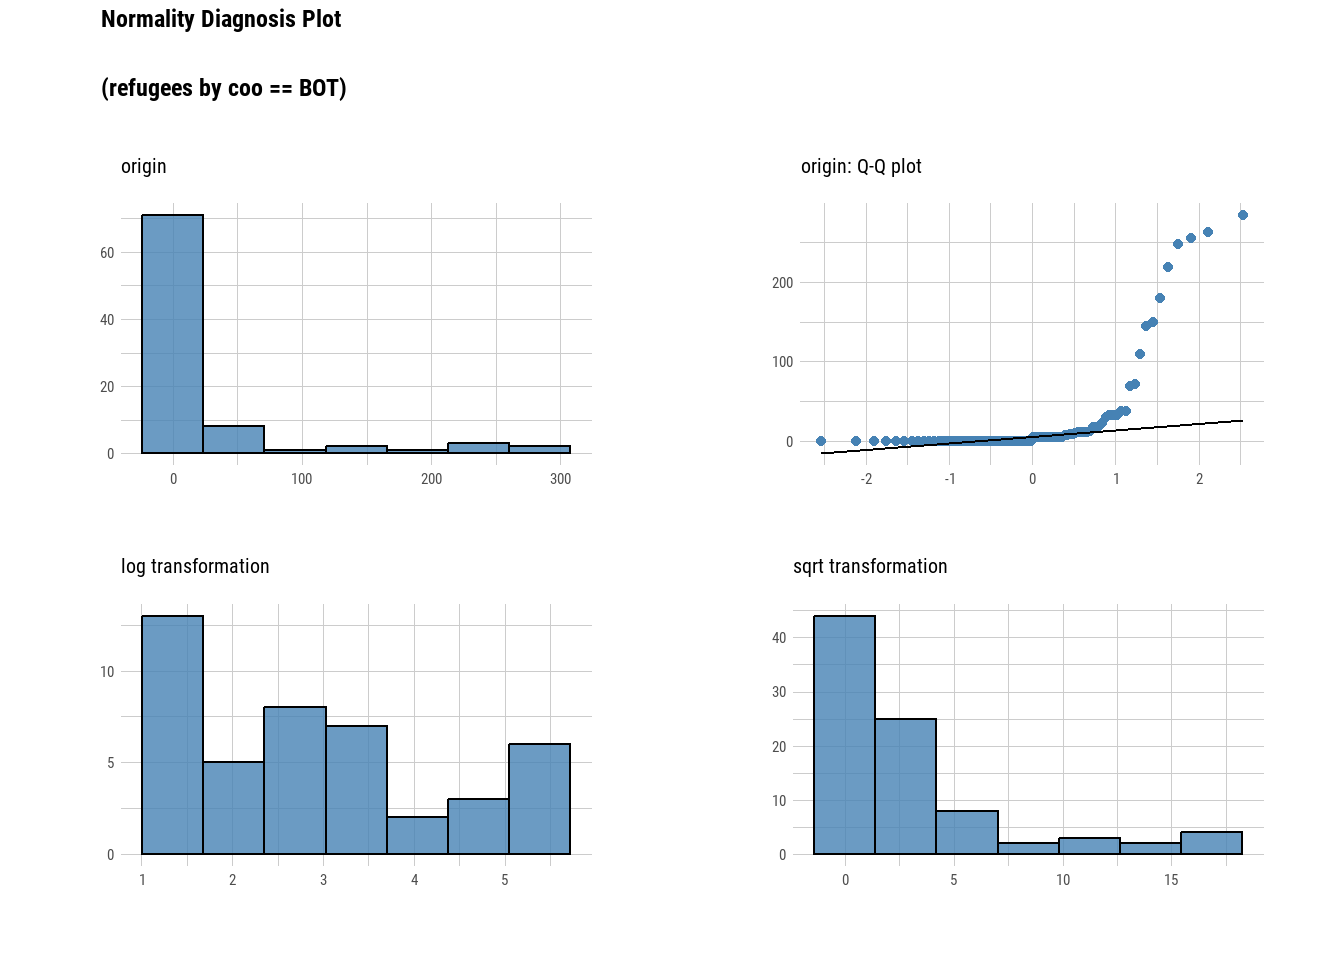 Normality Diagnosis Plot
(refugees by coo == BOT)
origin
60
40
20
0
0 100 200 300
origin: Q-Q plot
200
100
0
-2 -1 0 1 2
log transformation
10
5
0
1 2 3 4 5
sqrt transformation
40
30
20
10
0
0 5 10 15